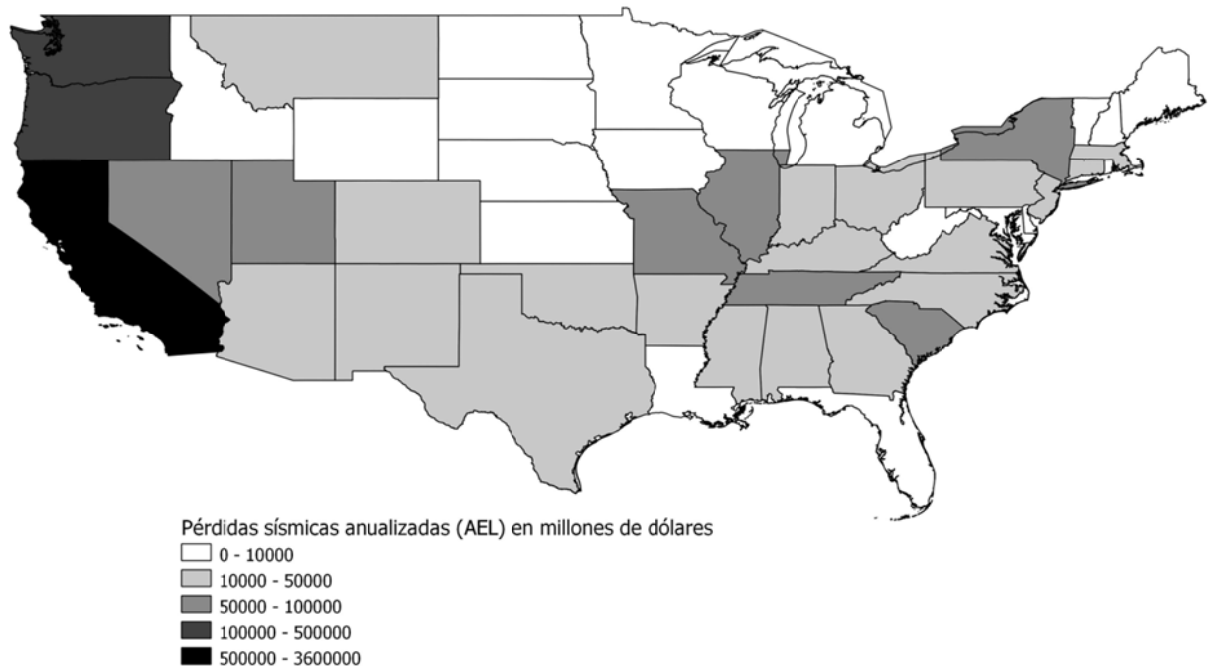 Pérdidas sísmicas anualizadas (AEL) en millones de dólares
0 - 10000
10000 - 50000
50000 - 100000
100000 - 500000
500000 - 3600000